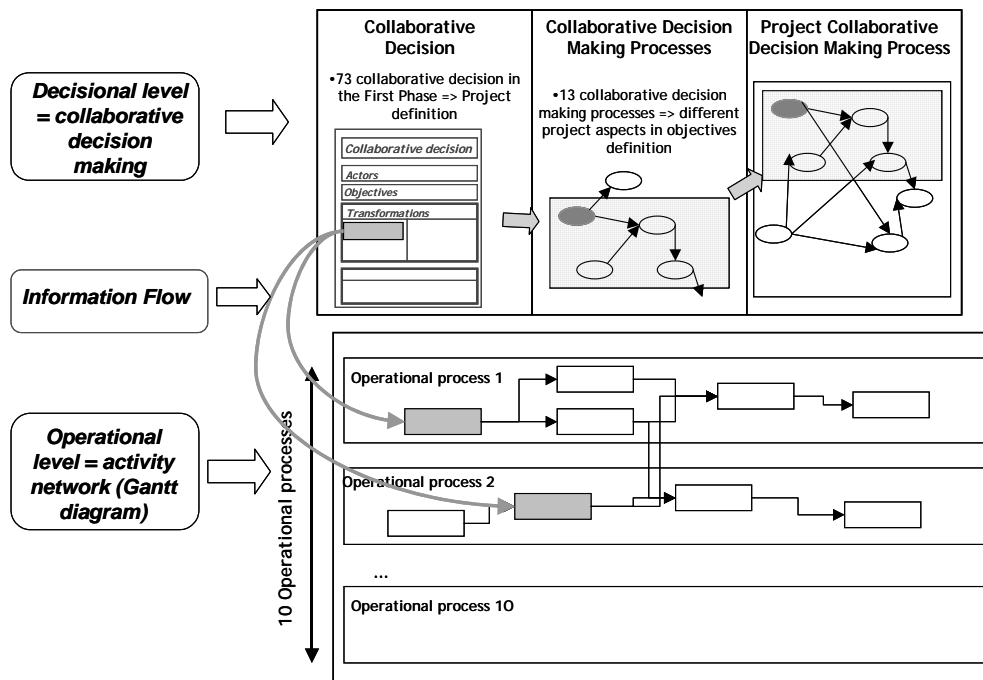 Decisional level
= collaborative
decision
making
Information Flow
Operational
level = activity
network (Gantt
diagram)
Collaborative
Decision
•73 collaborative decision in
the First Phase => Project
definition
Collaborative decision
Actors
Objectives
Transformations
Collaborative Decision
Making Processes
•13 collaborative decision
making processes => different
project aspects in objectives
definition
Project Collaborative
Decision Making Process
10 Operational processes
Operational process 1
Operational process 2
...
Operational process 10